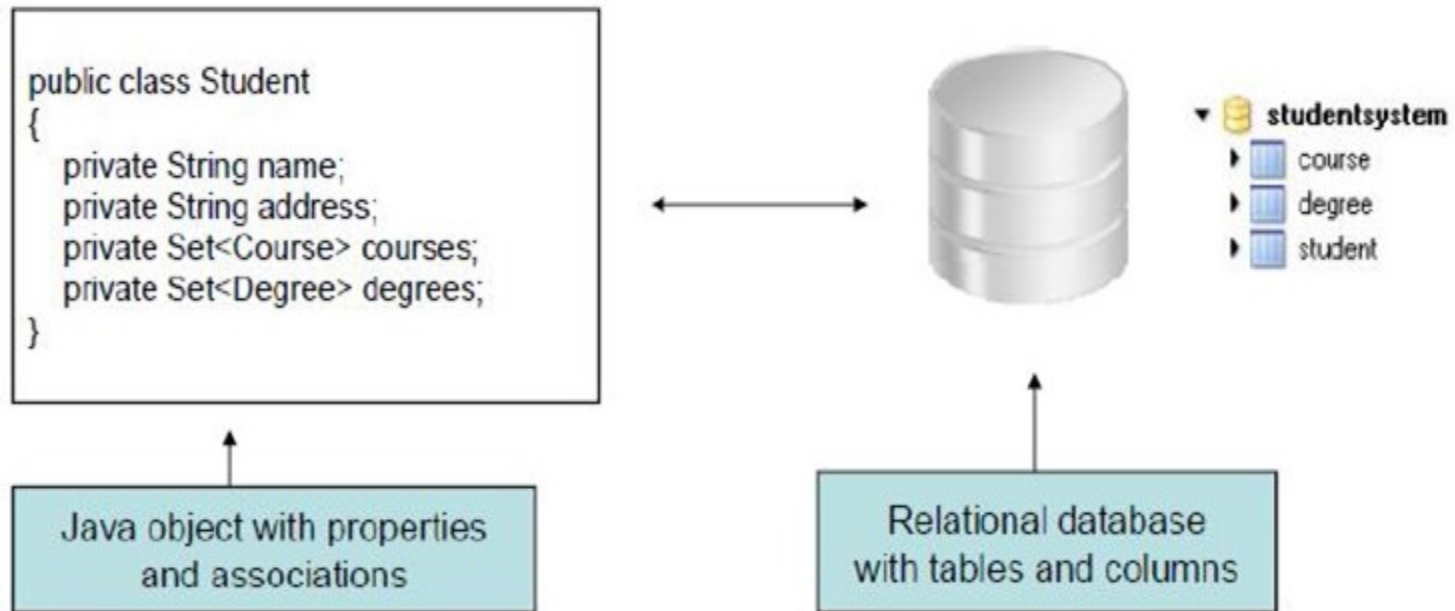 public class Student
{
private String name;
private String address;
private Set<Course> courses;
private Set<Degree> degrees;
}
studentsystem
course
degree
student
Java object with properties
and associations
Relational database
with tables and columns